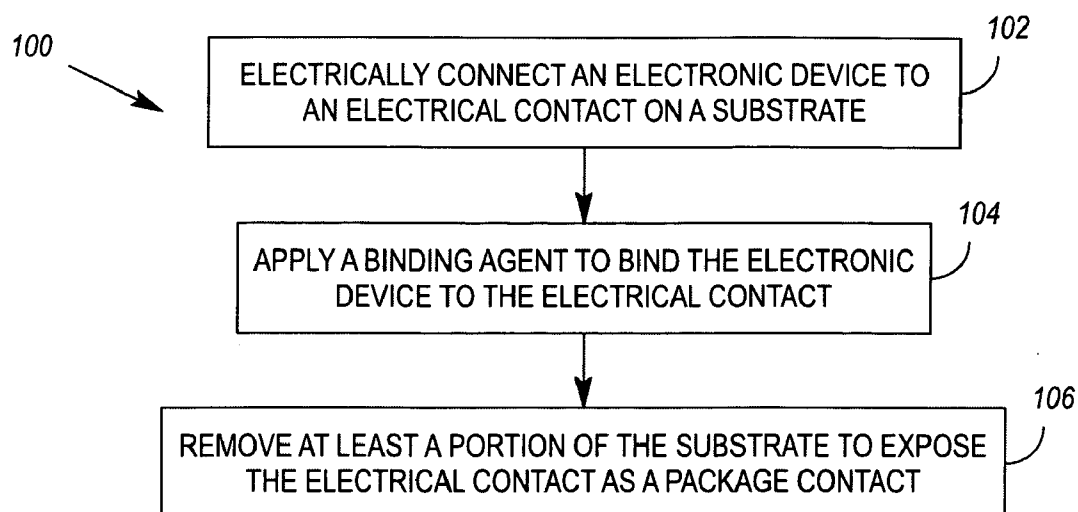 100
102
ELECTRICALLY CONNECT AN ELECTRONIC DEVICE TO
AN ELECTRICAL CONTACT ON A SUBSTRATE
104
APPLY A BINDING AGENT TO BIND THE ELECTRONIC
DEVICE TO THE ELECTRICAL CONTACT
106
REMOVE AT LEAST A PORTION OF THE SUBSTRATE TO EXPOSE
THE ELECTRICAL CONTACT AS A PACKAGE CONTACT